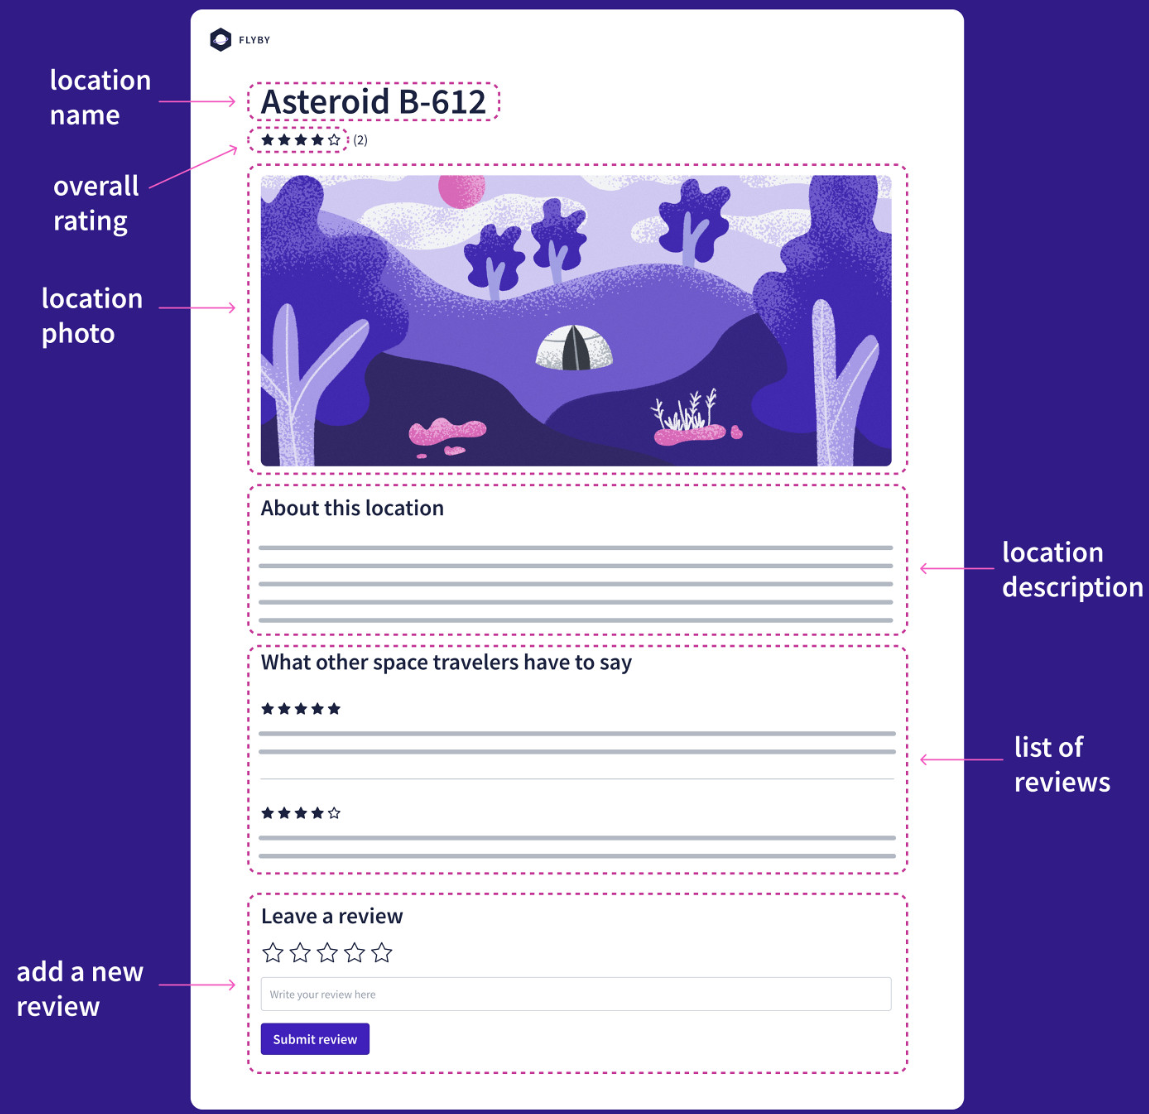 FLYBY
location
name
Asteroid B-612
(2)
overall
rating
location
photo
About this location
location
description
What other space travelers have to say
list of
reviews
Leave a review
add a new
review
Write your review here
Submit review